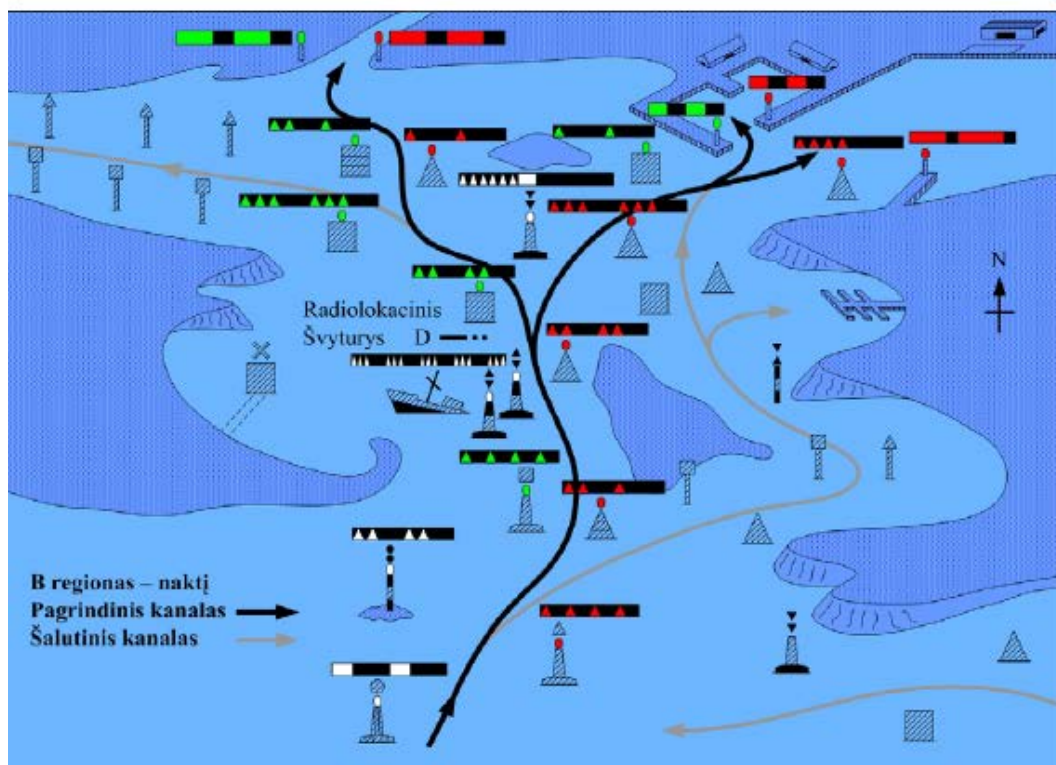 N
Radiolokacinis
Švyturys D
B regionas – naktį
Pagrindinis kanalas
Šalutinis kanalas